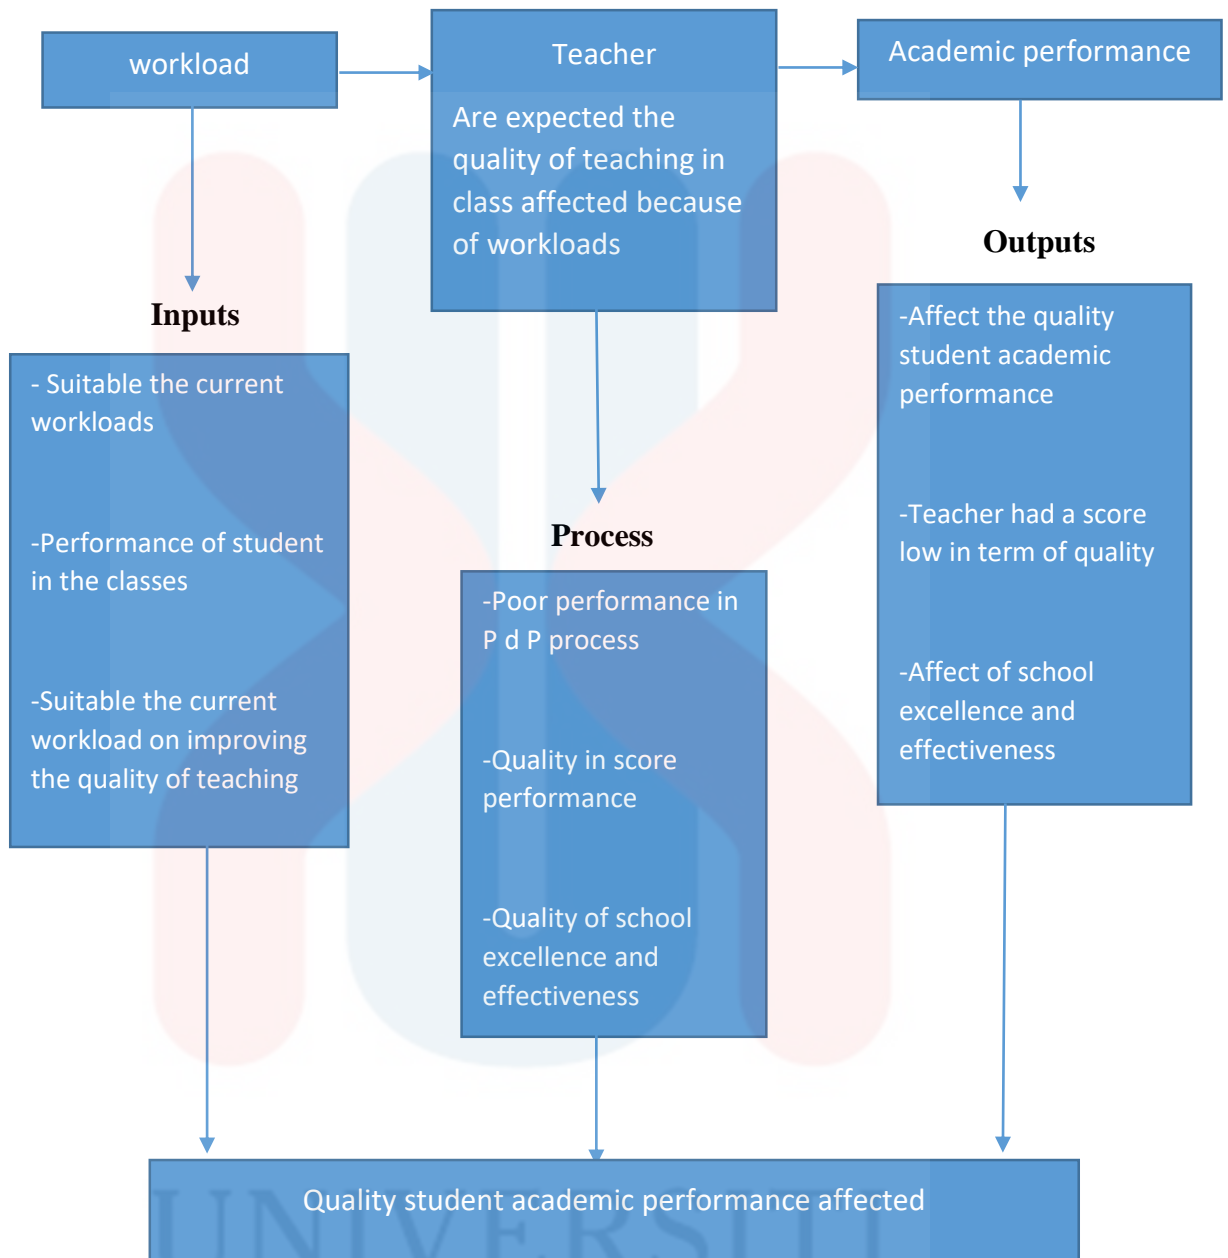 workload
Teacher
Are expected the
quality of teaching in
class affected because
of workloads
Academic performance
Inputs
- Suitable the current
workloads
-Performance of student
in the classes
-Suitable the current
workload on improving
the quality of teaching
Process
-Poor performance in
P d P process
-Quality in score
performance
-Quality of school
excellence and
effectiveness
Outputs
-Affect the quality
student academic
performance
-Teacher had a score
low in term of quality
-Affect of school
excellence and
effectiveness
Quality student academic performance affected
UNIVERSITI